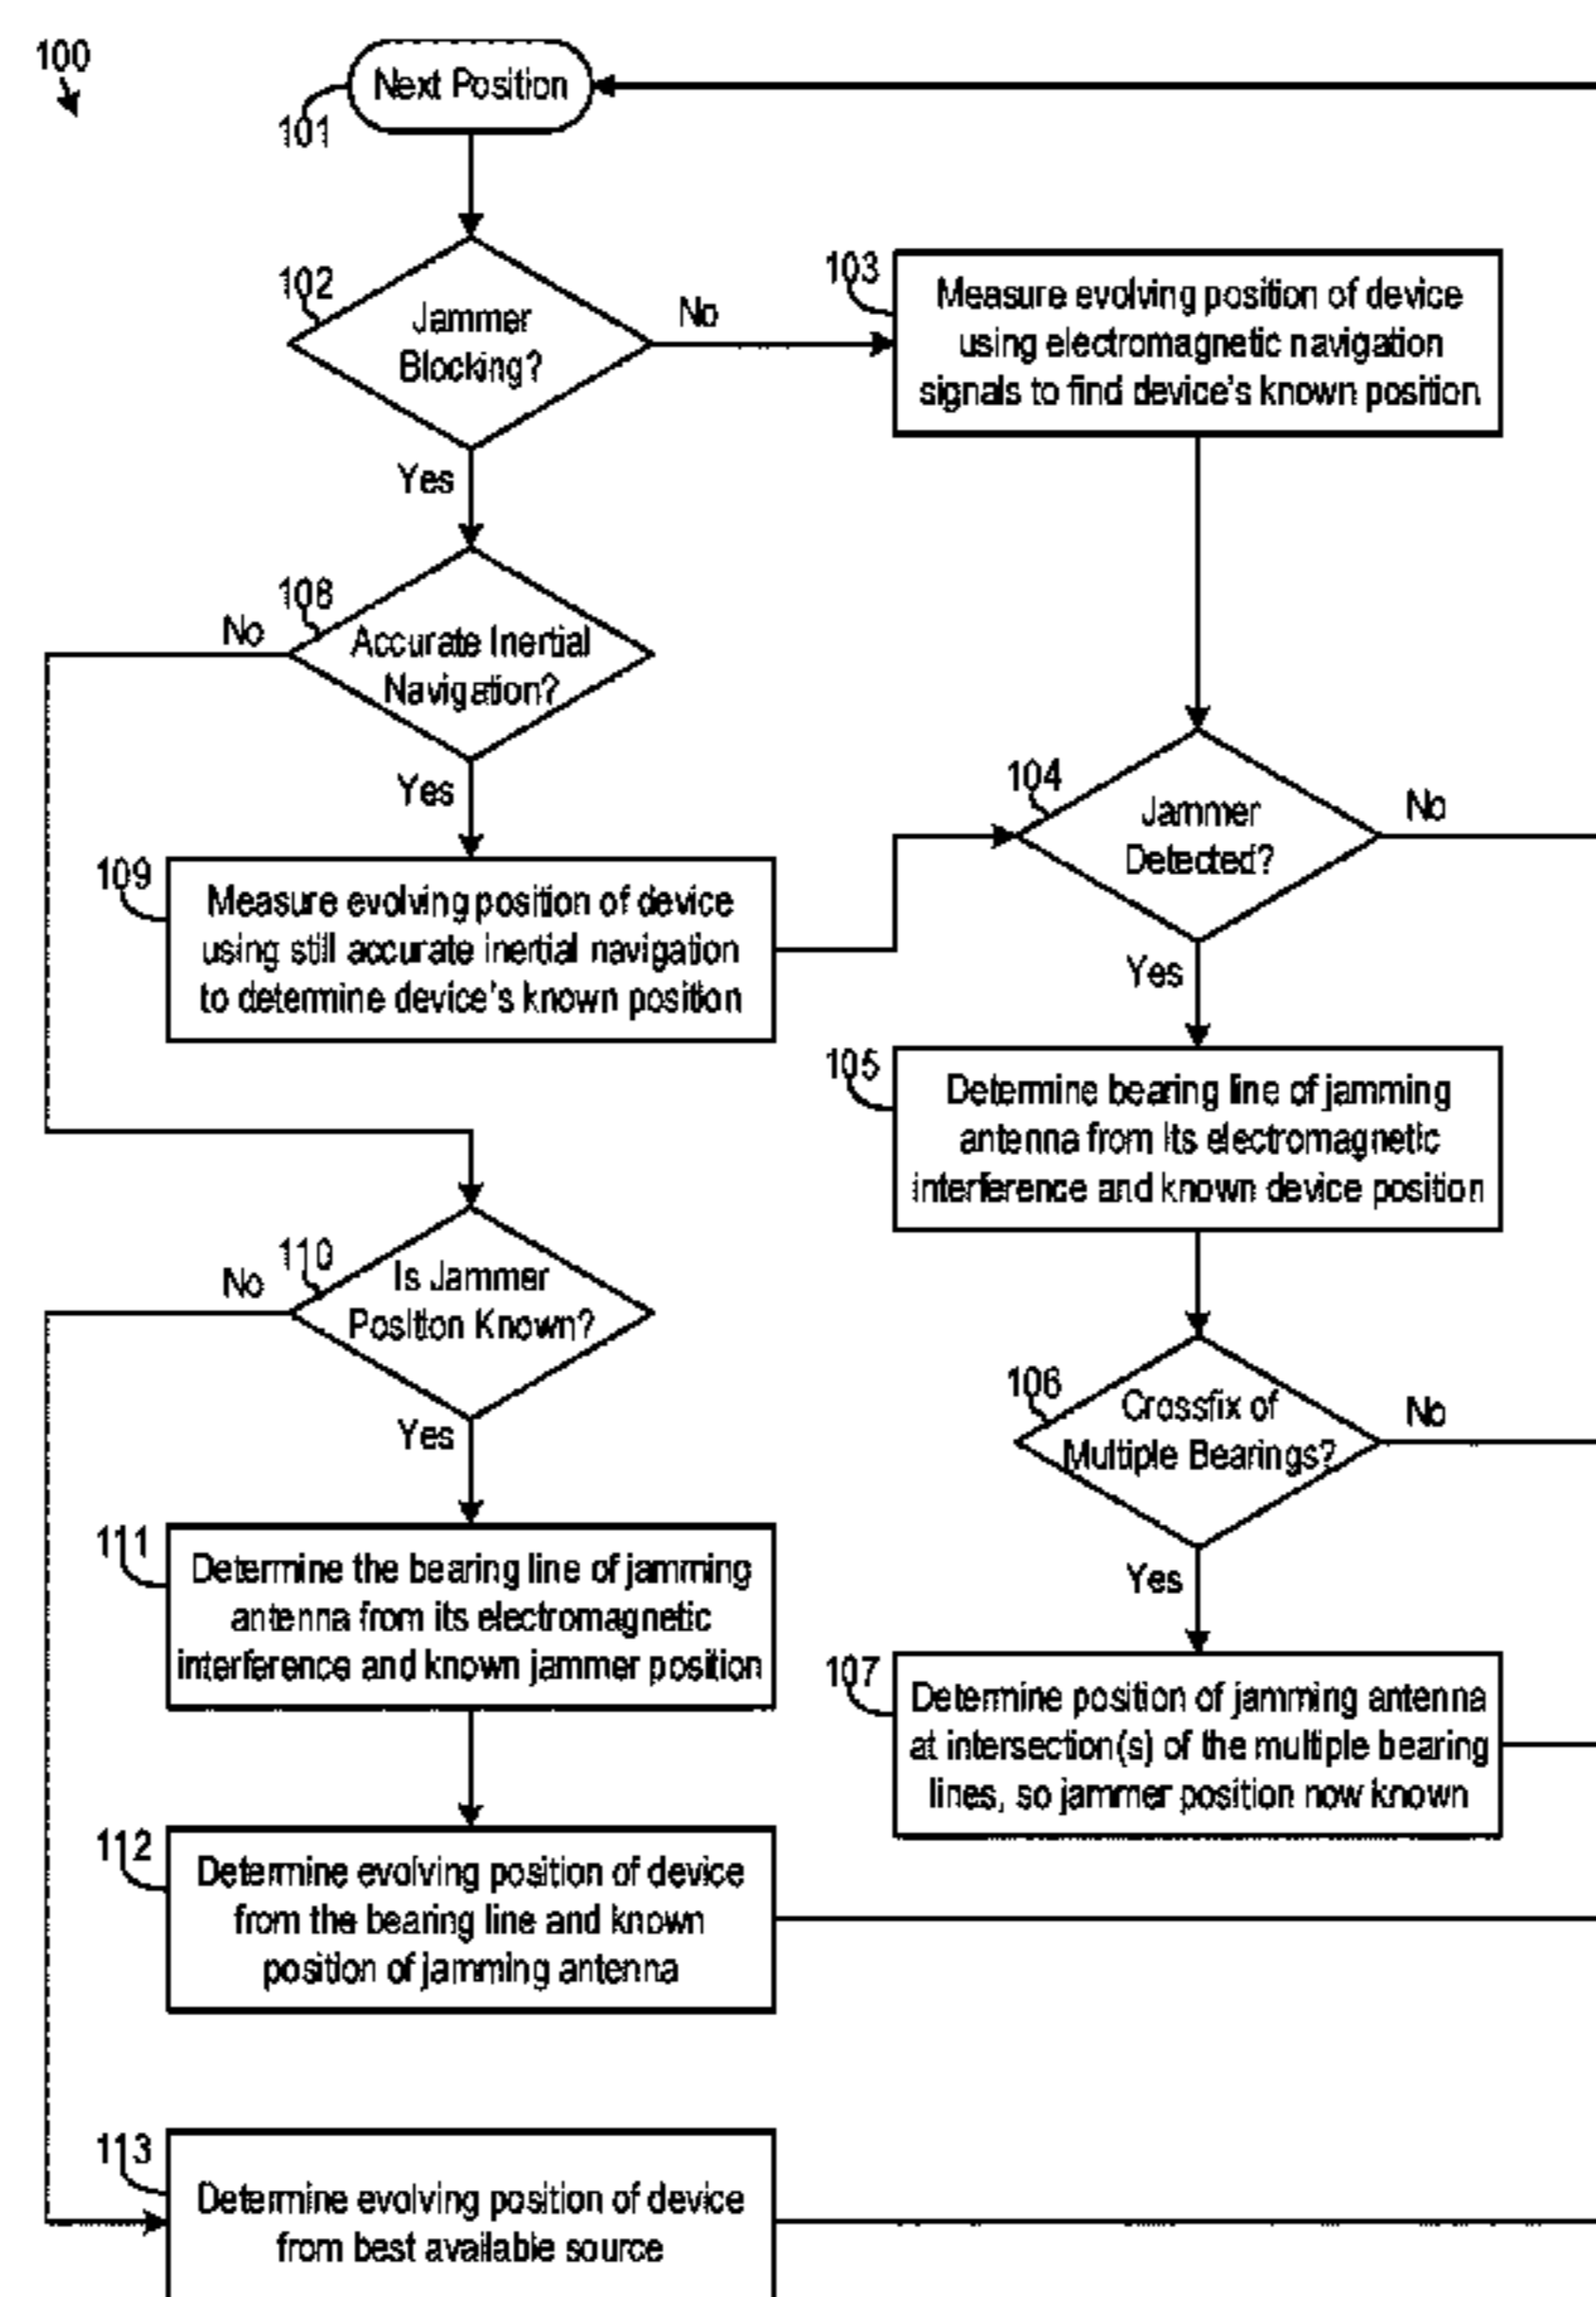 100
Next Position
101
102
Jammer
Blocking?
No
Yes
103
Measure evolving position of device
using electromagnetic navigation
signals to find device's known position
108
Accurate Inertial
Navigation?
No
Yes
104
Jammer
Detected?
No
Yes
109
Measure evolving position of device
using still accurate inertial navigation
to determine device's known position
105
Determine bearing line of jamming
antenna from its electromagnetic
interference and known device position
110
Is Jammer
Position Known?
No
Yes
106
Crossfix of
Multiple Bearings?
No
Yes
111
Determine the bearing line of jamming
antenna from its electromagnetic
interference and known jammer position
107
Determine position of jamming antenna
at intersection(s) of the multiple bearing
lines, so jammer position now known
112
Determine evolving position of device
from the bearing line and known
position of jamming antenna
113
Determine evolving position of device
from best available source